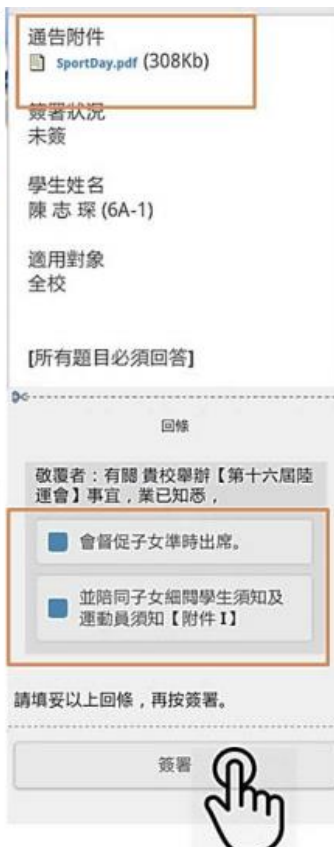 通告附件
SportDay.pdf (308Kb)
簽署狀況
未簽
學生姓名
陳 志 琛 (6A-1)
適用對象
全校
[所有題目必須回答]
回條
敬覆者：有關 貴校舉辦【第十六屆陸
運會】事宜，業已知悉，
會督促子女準時出席。
並陪同子女細閱學生須知及
運動員須知【附件 I】
請填妥以上回條，再按簽署。
簽署